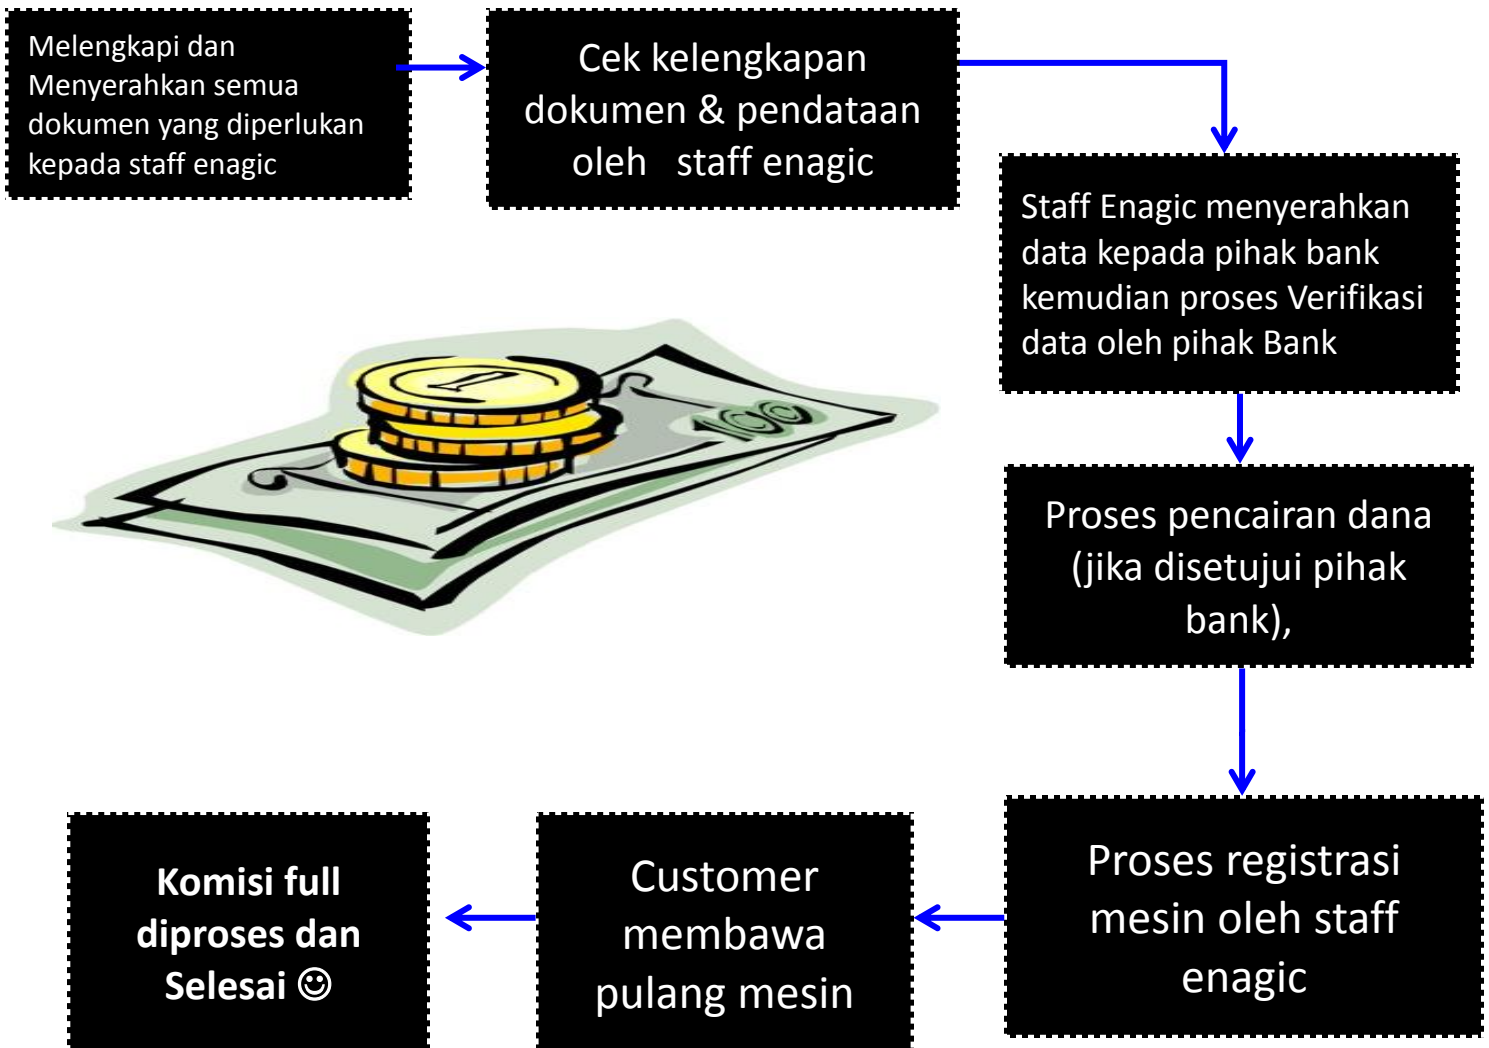 Melengkapi dan
Menyerahkan semua
dokumen yang diperlukan
kepada staff enagic
Cek kelengkapan
dokumen & pendataan
oleh staff enagic
Staff Enagic menyerahkan
data kepada pihak bank
kemudian proses Verifikasi
data oleh pihak Bank
100
Proses pencairan dana
(jika disetujui pihak
bank),
Proses registrasi
mesin oleh staff
enagic
Customer
membawa
pulang mesin
Komisi full
diproses dan
Selesai ☺